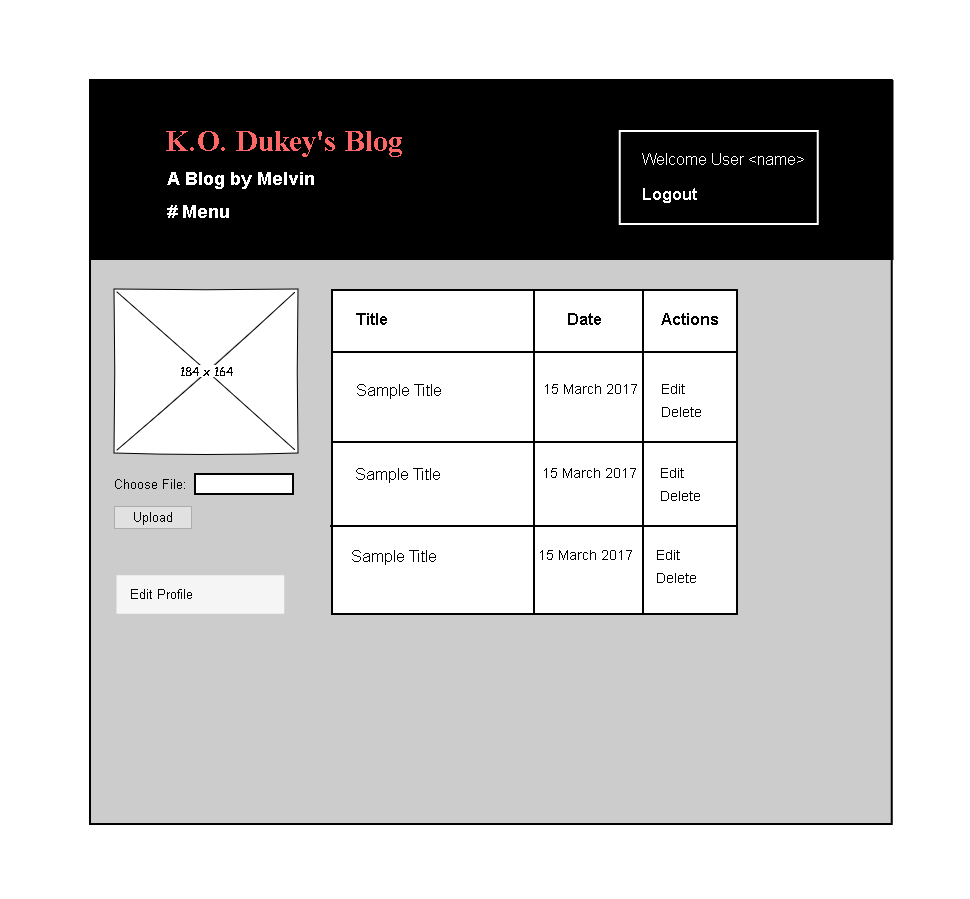 K.O. Dukey's Blog
A Blog by Melvin
# Menu
Welcome User <name>
Logout
184 x 164
Choose File:
Upload
Edit Profile
Title Date Actions
Sample Title 15 March 2017 Edit
Delete
Sample Title 15 March 2017 Edit
Delete
Sample Title 15 March 2017 Edit
Delete